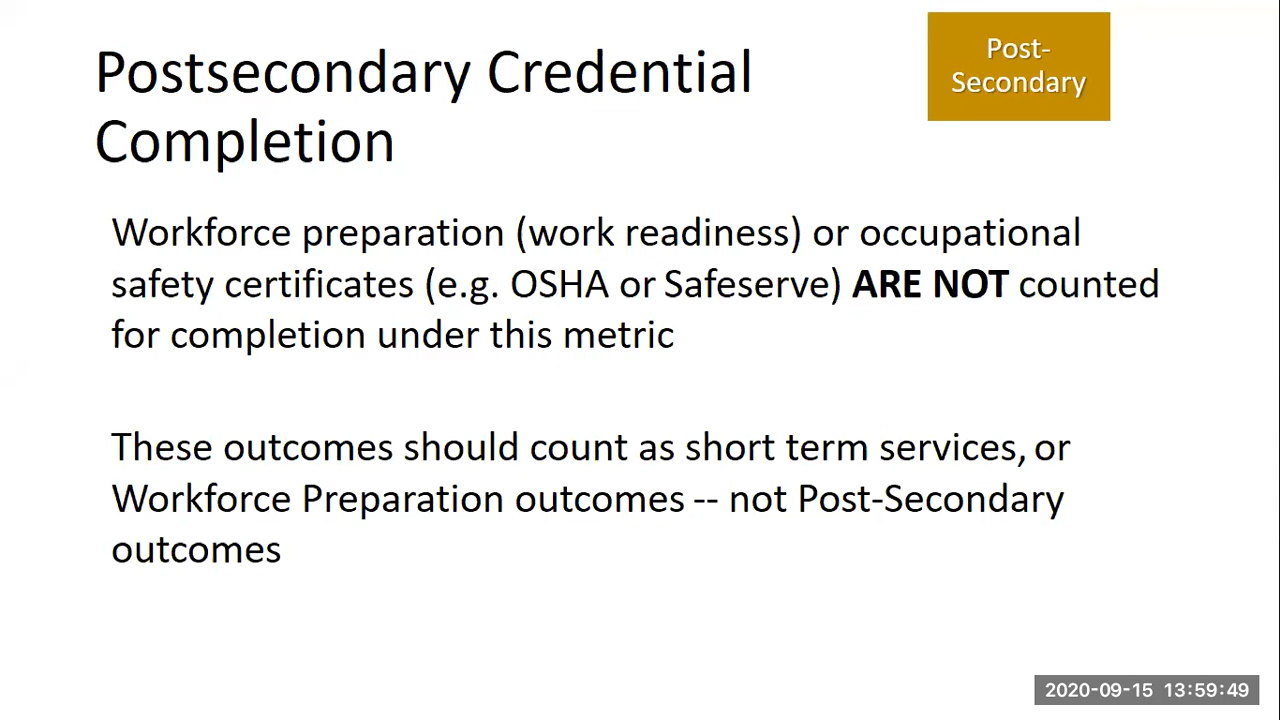 Postsecondary Credential
Completion
Post-
Secondary
Workforce preparation (work readiness) or occupational
safety certificates (e.g. OSHA or Safeserve) ARE NOT counted
for completion under this metric
These outcomes should count as short term services, or
Workforce Preparation outcomes -- not Post-Secondary
outcomes
2020-09-15 13:59:49